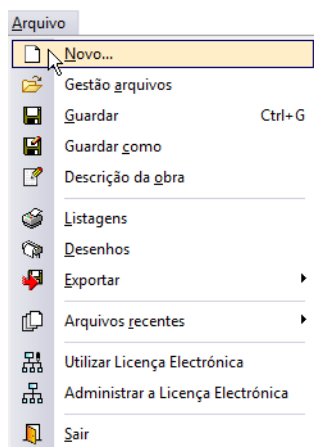 Arquivo
Novo...
Gestão arquivos
Guardar Ctrl+G
Guardar como
Descrição da obra
Listagens
Desenhos
Exportar
Arquivos recentes
Utilizar Licença Electrónica
Administrar a Licença Electrónica
Sair